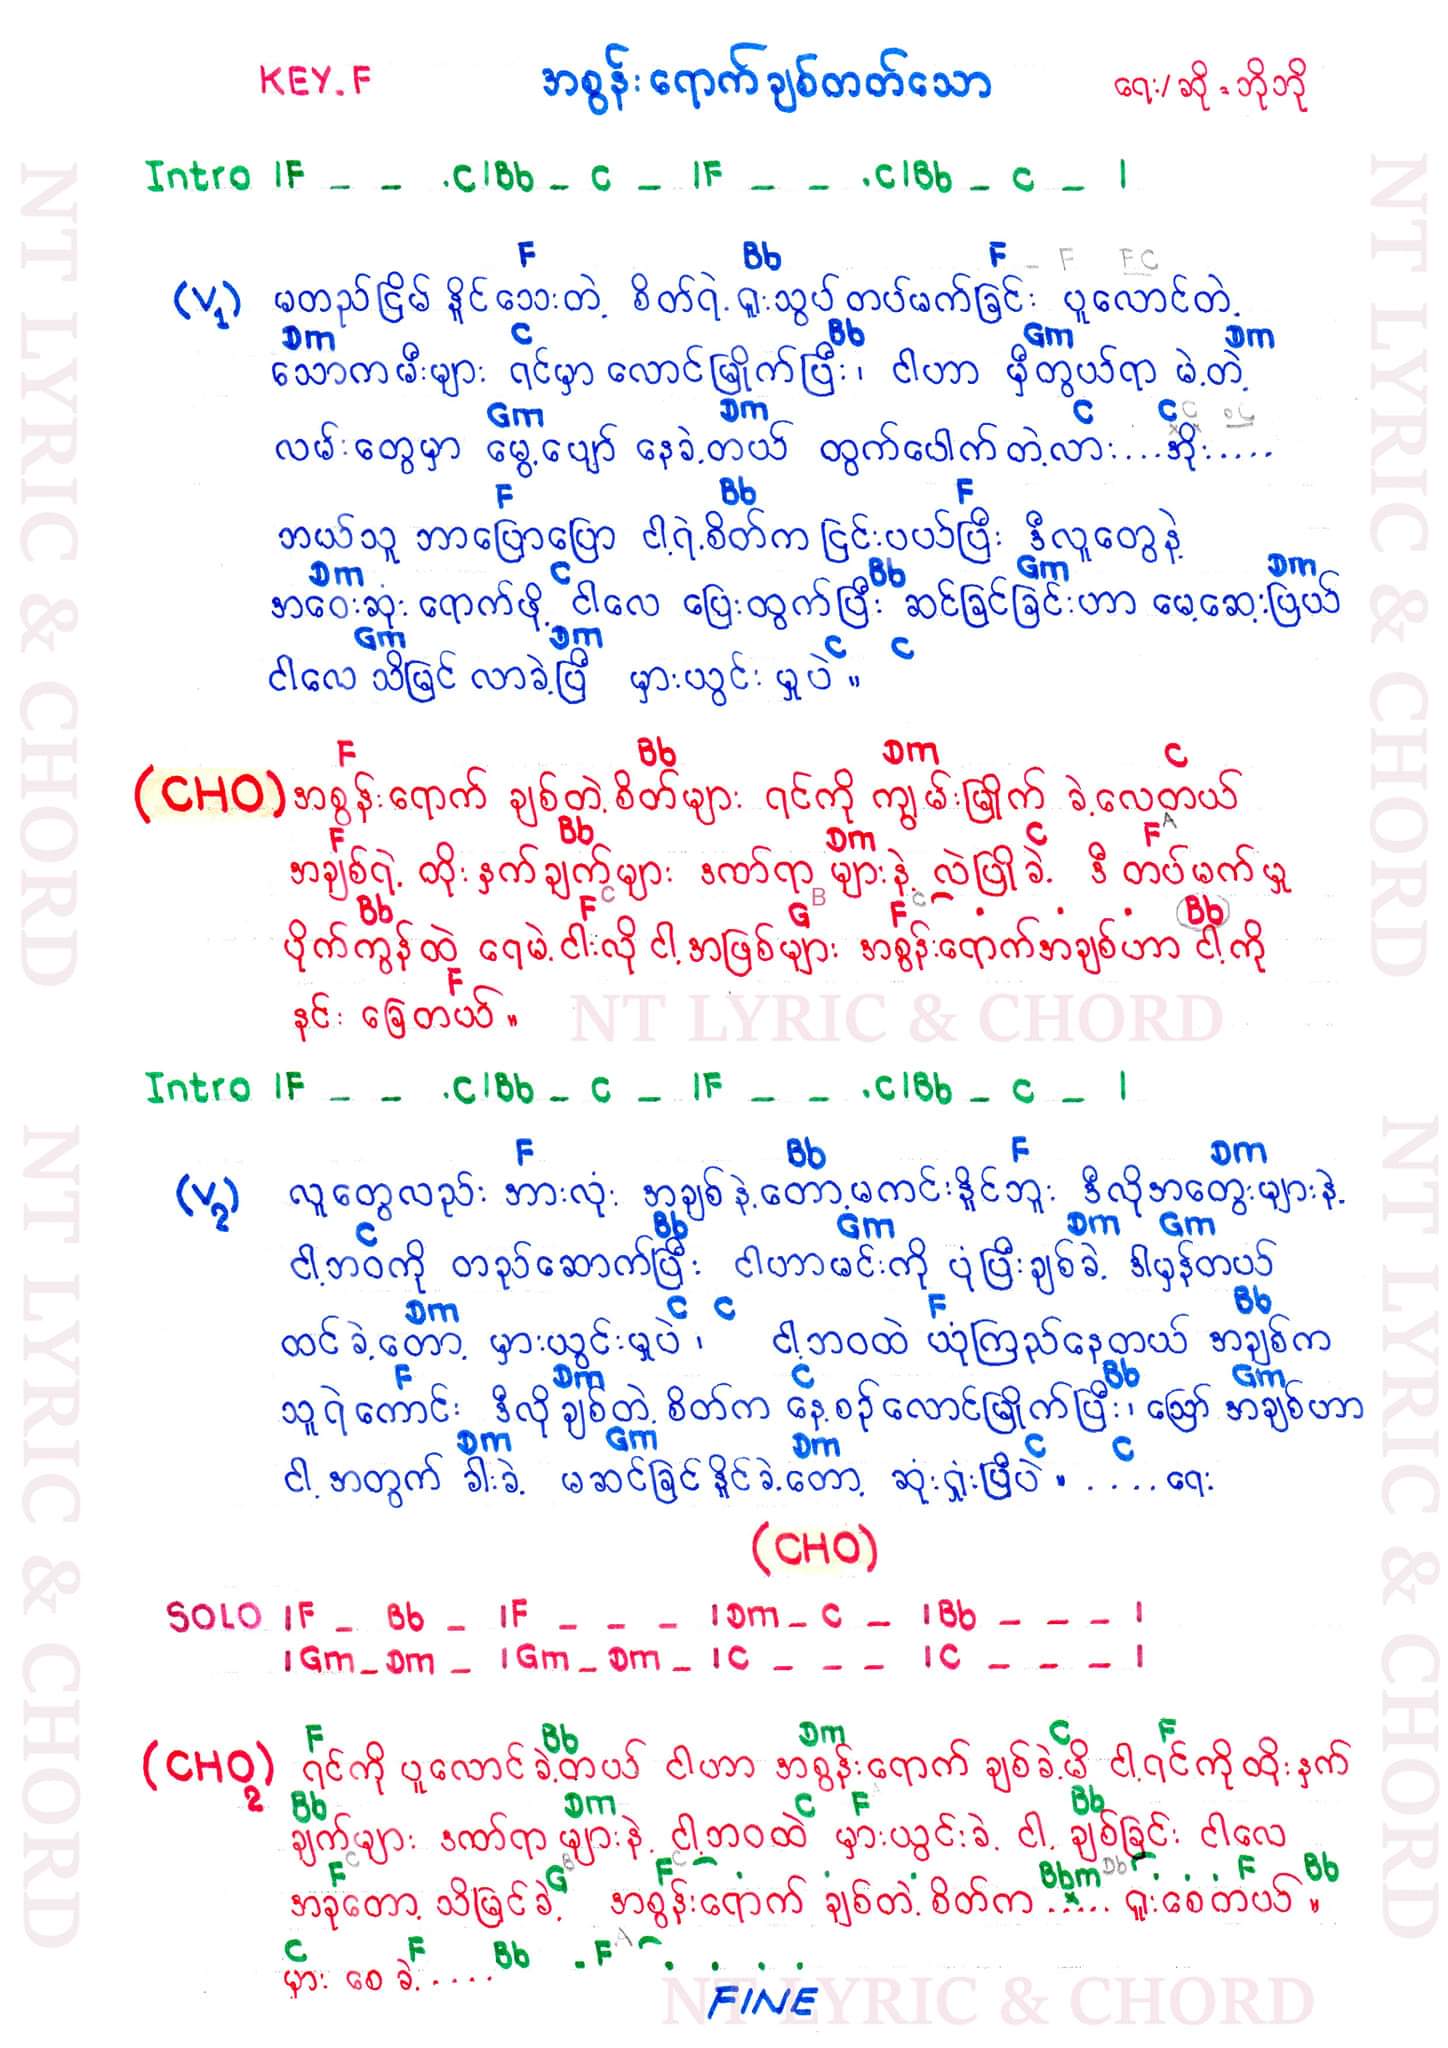 KEY.F အစွန်းရောက်ချစ်တတ်သော ရေး/ဆို = ဘိုဘို
Intro |F _ _ .C|Bb _ C _ |F _ _ .C|Bb _ C _ |
F Bb F _ F FC
(V1) မတည်ငြိမ်နိုင်သေးတဲ့ စိတ်ရဲ့ရူးသွပ်တပ်မက်ခြင်း ပူလောင်တဲ့
Dm C Bb Gm Dm
သောကမီးများ ရင်မှာလောင်မြိုက်ပြီး၊ ငါဟာ မှီတွယ်ရာ မဲ့တဲ့
Gm Dm C C
လမ်းတွေမှာ မွေ့ပျော် နေခဲ့တယ် ထွက်ပေါက်တဲ့လား...အိုး.....
F Bb F
ဘယ်သူ ဘာပြောပြော ငါ့ရဲ့စိတ်က ငြင်းပယ်ပြီး ဒီလူတွေနဲ့
Dm C Bb Gm Dm
အဝေးဆုံး ရောက်ဖို့ ငါလေ ပြေးထွက်ပြီး ဆင်ခြင်ခြင်းဟာ မေ့ဆေ့းပြယ်
Gm Dm C C
ငါလေ သိမြင် လာခဲ့ပြီ မှားယွင်းမှုပဲ။
F Bb Dm C
(CHO) အစွန်းရောက် ချစ်တဲ့စိတ်များ ရင်ကို ကျွမ်းမြိုက် ခဲ့လေတယ်
F Bb Dm C F A
အချစ်ရဲ့ ထိုးနှက်ချက်များ ဒဏ်ရာများနဲ့ လဲပြိုခဲ့ ဒီ တပ်မက်မှု
Bb F C G B F C Bb
ပိုက်ကွန်ထဲ ရေမဲ့ငါးလို ငါ့အဖြစ်များ အစွန်းရောက်အချစ်ဟာ ငါ့ကို
F
နင်းခြေတယ်။
Intro |F _ _ .C|Bb _ C _ |F _ _ .C|Bb _ C _ |
F Bb F Dm
(V2) လူတွေလည်း အားလုံး အချစ်နဲ့တော့မကင်းနိုင်ဘူး ဒီလိုအတွေးများနဲ့
C Bb Gm Dm Gm
ငါ့ဘဝကို တည်ဆောက်ပြီး ငါဟာမင်းကို ပုံပြီးချစ်ခဲ့ ဒါမှန်တယ်
Dm C C F Bb
ထင်ခဲ့တော့ မှားယွင်းမှုပဲ၊ ငါ့ဘဝထဲ ယုံကြည်နေတယ် အချစ်က
F Dm C Bb Gm
သူရဲကောင်း ဒီလိုချစ်တဲ့စိတ်က နေ့စဉ်လောင်မြိုက်ပြီး၊ သြော် အချစ်ဟာ
Dm Gm Dm C C
ငါ့အတွက် ခါးခဲ့ မဆင်ခြင်နိုင်ခဲ့တော့ ဆုံးရှုံးပြီပဲ။.....ရေး
(CHO)
SOLO |F _ Bb _ |F _ _ _ |Dm _ C _ |Bb _ _ _ |
|Gm _ Dm _ |Gm _ Dm _ |C _ _ _ |C _ _ _ |
F Bb Dm C F
(CHO2) ရင်ကို ပူလောင်ခဲ့တယ် ငါဟာ အစွန်းရောက် ချစ်ခဲ့မိ ငါ့ရင်ကိုထိုးနှက်
Bb Dm C F Bb
ချက်များ ဒဏ်ရာများနဲ့ ငါ့ဘဝထဲ မှားယွင်းခဲ့ ငါ့ ချစ်ခြင်း ငါလေ
F C G B F C Bbm Db F Bb
အခုတော့ သိမြင်ခဲ့ အစွန်းရောက် ချစ်တဲ့စိတ်က ..... ရူးစေတယ်။
C F Bb .F A
မှား စေ ခဲ့....
FINE
NT LYRIC & CHORD
NT LYRIC & CHORD
NT LYRIC & CHORD
NT LYRIC & CHORD
NT LYRIC & CHORD
NT LYRIC & CHORD